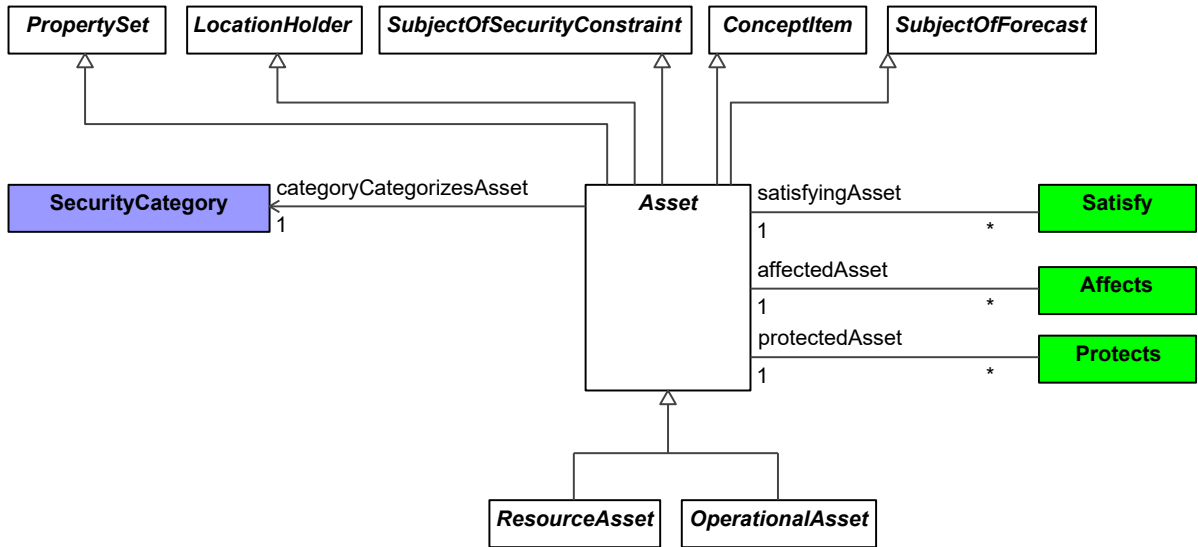 PropertySet
LocationHolder
SubjectOfSecurityConstraint
ConceptItem
SubjectOfForecast
SecurityCategory
categoryCategorizesAsset
1
Asset
satisfyingAsset
1
*
Satisfy
affectedAsset
1
*
Affects
protectedAsset
1
*
Protects
ResourceAsset
OperationalAsset